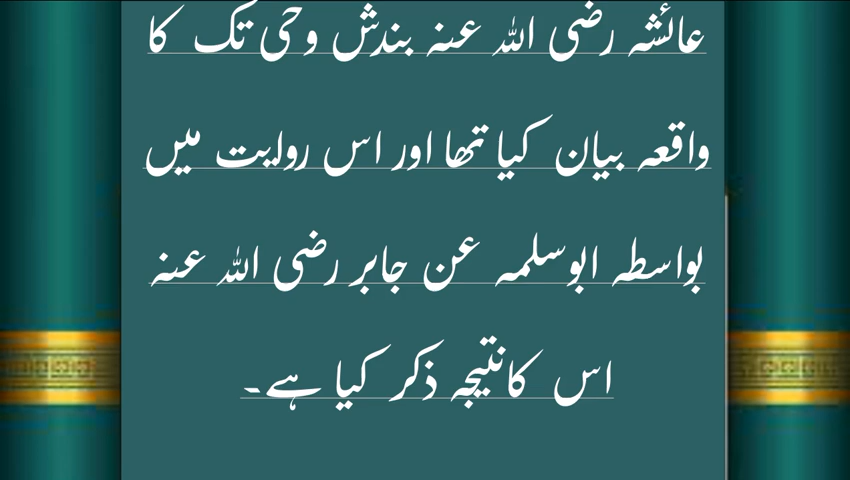 عائشہ رضی اللہ عنہ بندش وحی تک کا
واقعہ بیان کیا تھا اور اس روایت میں
بواسطہ ابوسلمہ عن جابر رضی اللہ عنہ
اس کا نتیجہ ذکر کیا ہے۔